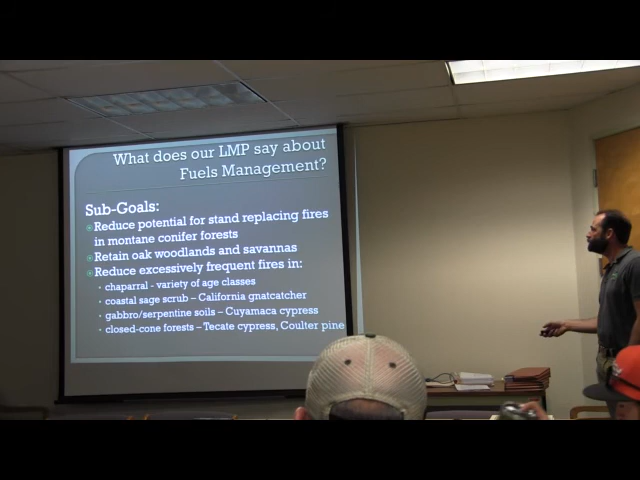 What does our LMP say about
Fuels Management?
Sub-Goals:
Reduce potential for stand replacing fires
in montane conifer forests
Retain oak woodlands and savannas
Reduce excessively frequent fires in:
chaparral - variety of age classes
coastal sage scrub – California gnatcatcher
gabbro/serpentine soils – Cuyamaca cypress
closed-cone forests – Tecate cypress, Coulter pine